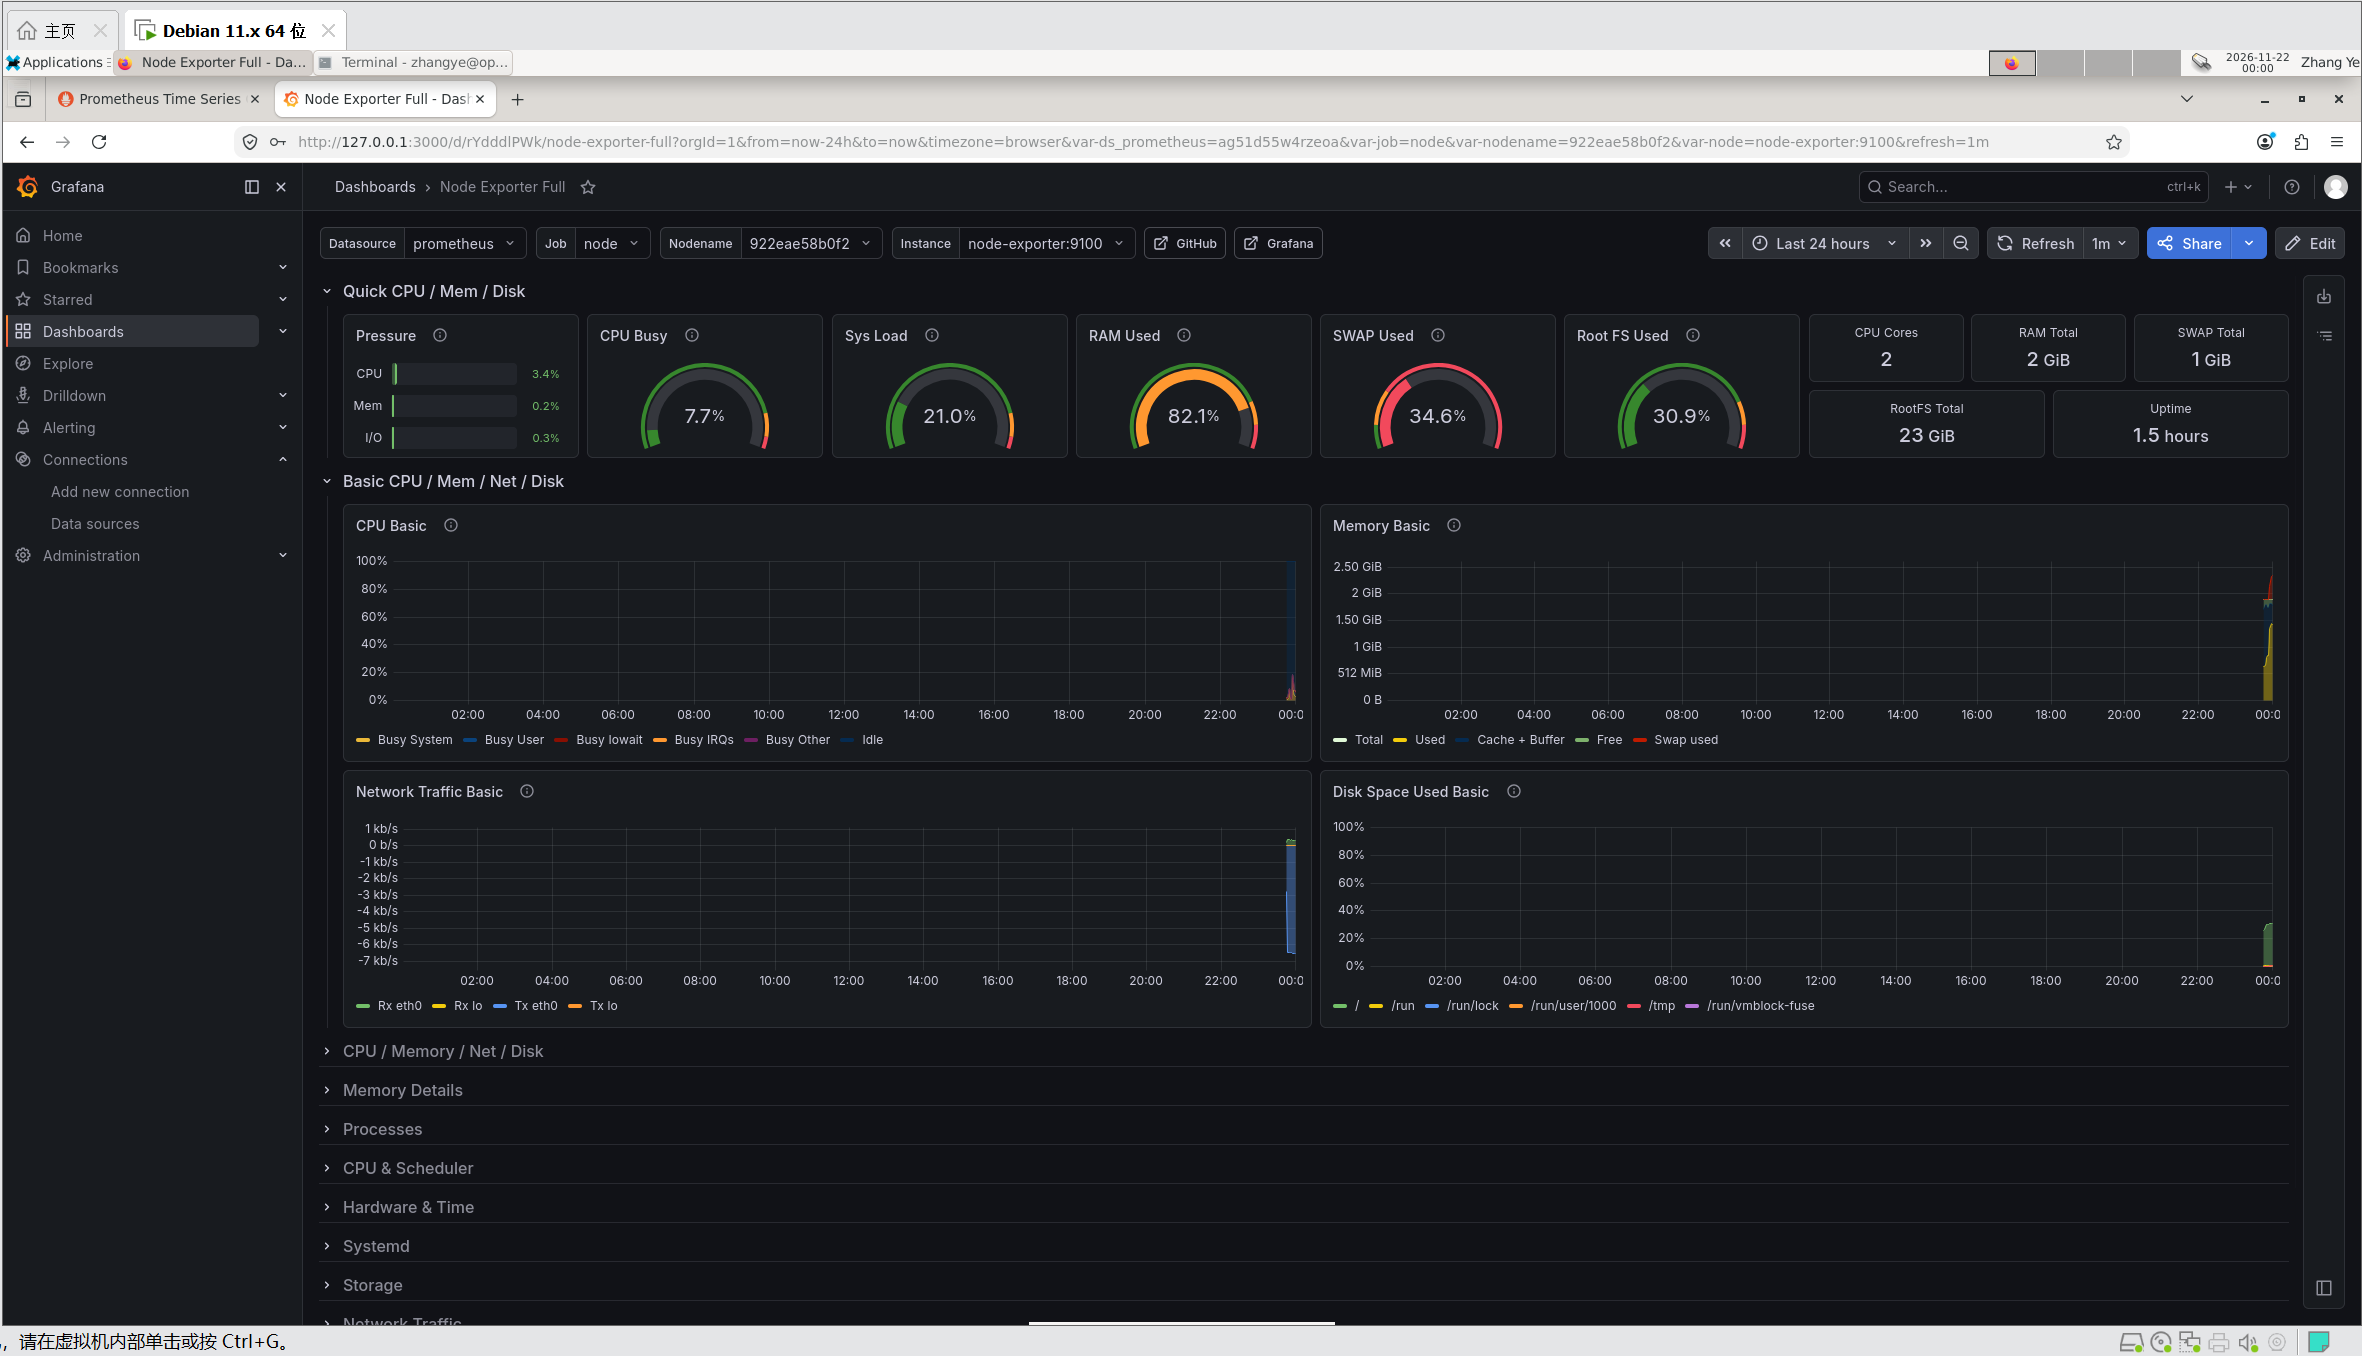 主页
Debian 11.x 64 位
Applications
Node Exporter Full - Da...
Terminal - zhangye@op...
2026-11-22
00:00
Zhang Ye
Prometheus Time Series
Node Exporter Full - Das
http://127.0.0.1:3000/d/rYdddlPWk/node-exporter-full?orgId=1&from=now-24h&to=now&timezone=browser&var-ds_prometheus=ag51d55w4rzeoa&var-job=node&var-nodename=922eae58b0f2&var-node=node-exporter:9100&refresh=1m
Grafana
Dashboards › Node Exporter Full
Search...
ctrl+k
Home
Bookmarks
Starred
Dashboards
Explore
Drilldown
Alerting
Connections
Add new connection
Data sources
Administration
Datasource prometheus
Job node
Nodename 922eae58b0f2
Instance node-exporter:9100
GitHub
Grafana
Last 24 hours
Refresh 1m
Share
Edit
Quick CPU / Mem / Disk
Pressure
CPU 3.4%
Mem 0.2%
I/O 0.3%
CPU Busy
7.7%
Sys Load
21.0%
RAM Used
82.1%
SWAP Used
34.6%
Root FS Used
30.9%
CPU Cores
2
RAM Total
2 GiB
SWAP Total
1 GiB
RootFS Total
23 GiB
Uptime
1.5 hours
Basic CPU / Mem / Net / Disk
CPU Basic
100%
80%
60%
40%
20%
0%
02:00 04:00 06:00 08:00 10:00 12:00 14:00 16:00 18:00 20:00 22:00 00:0
Busy System Busy User Busy Iowait Busy IRQs Busy Other Idle
Memory Basic
2.50 GiB
2 GiB
1.50 GiB
1 GiB
512 MiB
0 B
02:00 04:00 06:00 08:00 10:00 12:00 14:00 16:00 18:00 20:00 22:00 00:0
Total Used Cache + Buffer Free Swap used
Network Traffic Basic
1 kb/s
0 b/s
-1 kb/s
-2 kb/s
-3 kb/s
-4 kb/s
-5 kb/s
-6 kb/s
-7 kb/s
02:00 04:00 06:00 08:00 10:00 12:00 14:00 16:00 18:00 20:00 22:00 00:0
Rx eth0 Rx lo Tx eth0 Tx lo
Disk Space Used Basic
100%
80%
60%
40%
20%
0%
02:00 04:00 06:00 08:00 10:00 12:00 14:00 16:00 18:00 20:00 22:00 00:0
/ /run /run/lock /run/user/1000 /tmp /run/vmblock-fuse
CPU / Memory / Net / Disk
Memory Details
Processes
CPU & Scheduler
Hardware & Time
Systemd
Storage
Network Traffic
，请在虚拟机内部单击或按 Ctrl+G。